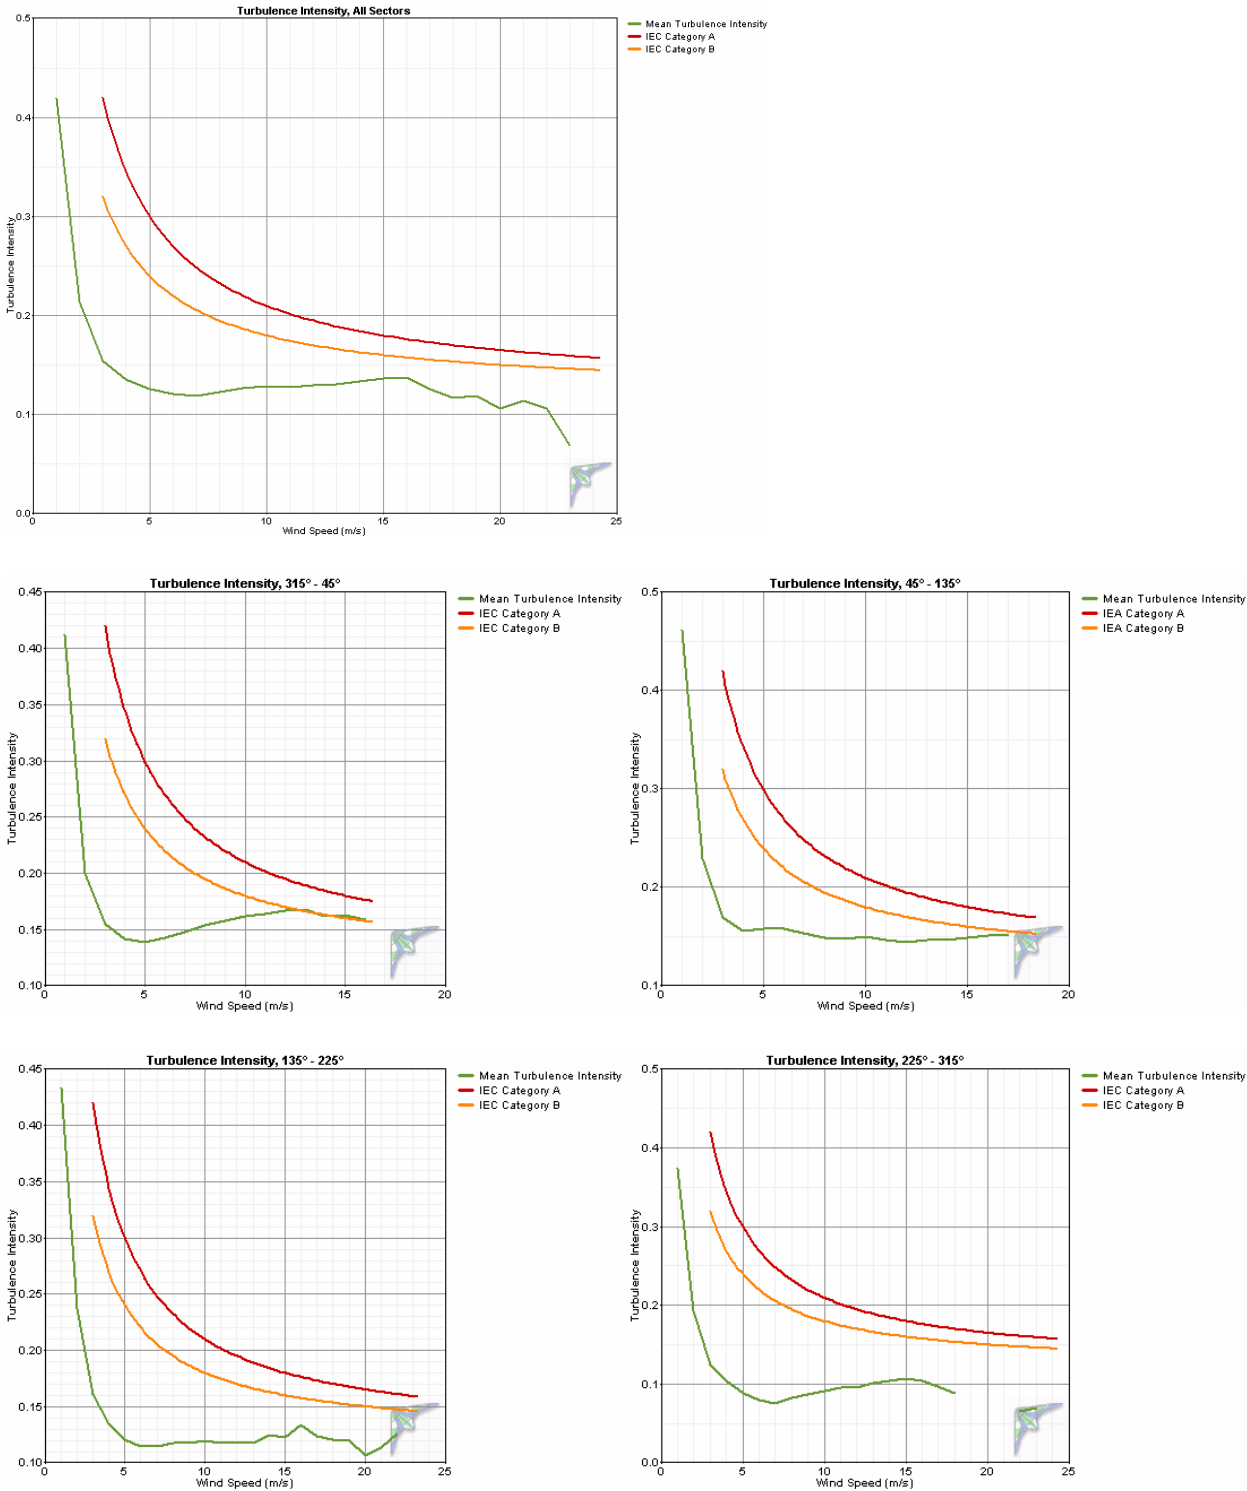 Turbulence Intensity, All Sectors
Mean Turbulence Intensity
IEC Category A
IEC Category B
Turbulence Intensity
0.5
0.4
0.3
0.2
0.1
0.0
0 5 10 15 20 25
Wind Speed (m/s)
Turbulence Intensity, 315° - 45°
Mean Turbulence Intensity
IEC Category A
IEC Category B
Turbulence Intensity
0.45
0.40
0.35
0.30
0.25
0.20
0.15
0.10
0 5 10 15 20
Wind Speed (m/s)
Turbulence Intensity, 45° - 135°
Mean Turbulence Intensity
IEA Category A
IEA Category B
Turbulence Intensity
0.5
0.4
0.3
0.2
0.1
0 5 10 15 20
Wind Speed (m/s)
Turbulence Intensity, 135° - 225°
Mean Turbulence Intensity
IEC Category A
IEC Category B
Turbulence Intensity
0.45
0.40
0.35
0.30
0.25
0.20
0.15
0.10
0 5 10 15 20 25
Wind Speed (m/s)
Turbulence Intensity, 225° - 315°
Mean Turbulence Intensity
IEC Category A
IEC Category B
Turbulence Intensity
0.5
0.4
0.3
0.2
0.1
0.0
0 5 10 15 20 25
Wind Speed (m/s)